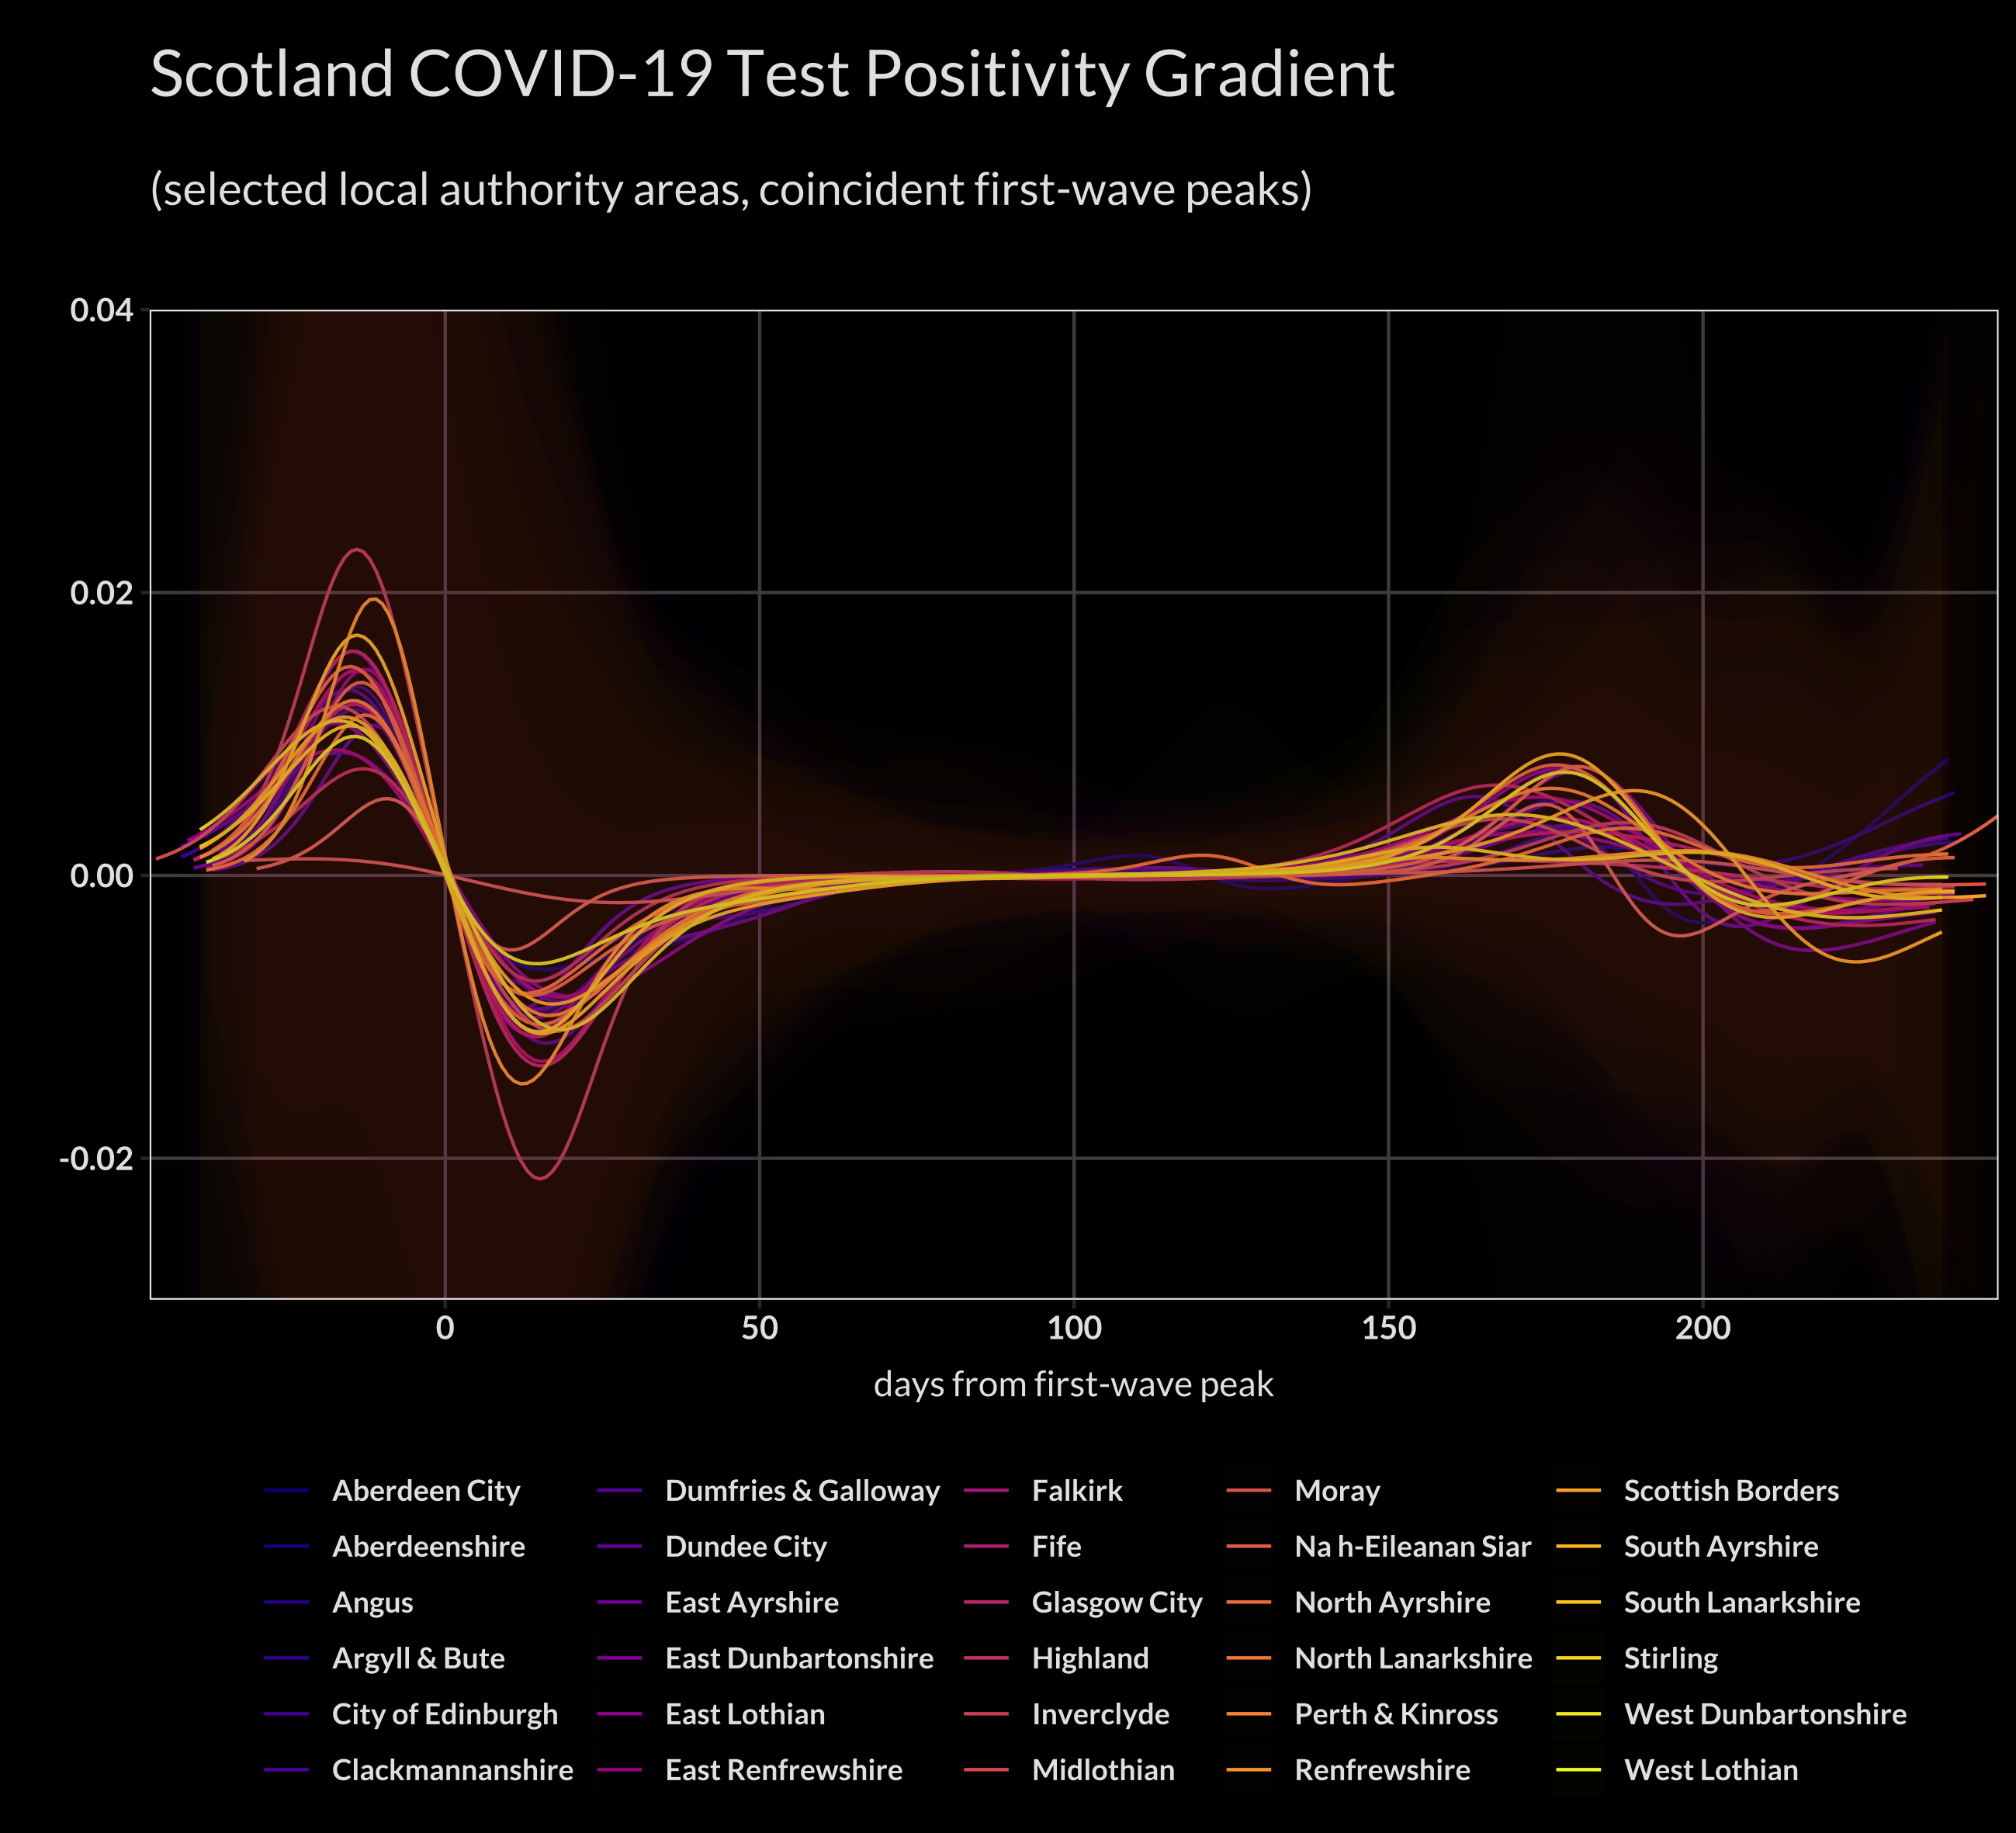 Scotland COVID-19 Test Positivity Gradient
(selected local authority areas, coincident first-wave peaks)
0.04
0.02
0.00
-0.02
0 50 100 150 200
days from first-wave peak
Aberdeen City
Aberdeenshire
Angus
Argyll & Bute
City of Edinburgh
Clackmannanshire
Dumfries & Galloway
Dundee City
East Ayrshire
East Dunbartonshire
East Lothian
East Renfrewshire
Falkirk
Fife
Glasgow City
Highland
Inverclyde
Midlothian
Moray
Na h-Eileanan Siar
North Ayrshire
North Lanarkshire
Perth & Kinross
Renfrewshire
Scottish Borders
South Ayrshire
South Lanarkshire
Stirling
West Dunbartonshire
West Lothian